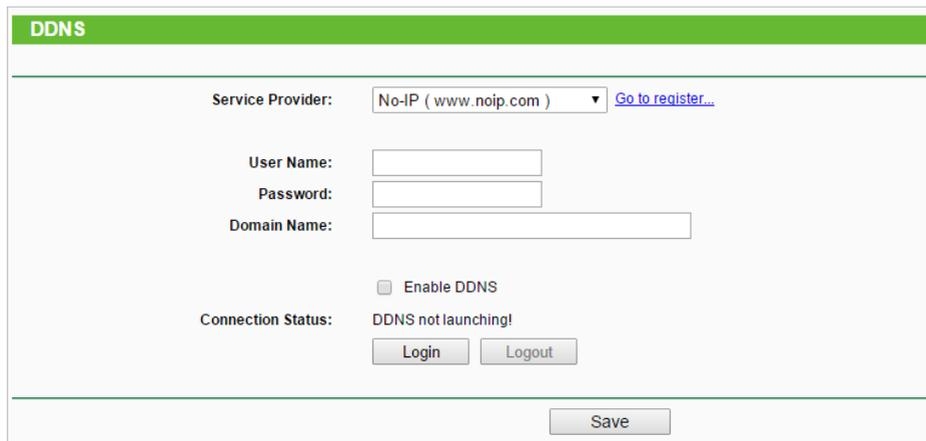 DDNS
Service Provider: No-IP ( www.noip.com ) Go to register...
User Name:
Password:
Domain Name:
Enable DDNS
Connection Status: DDNS not launching!
Login Logout
Save